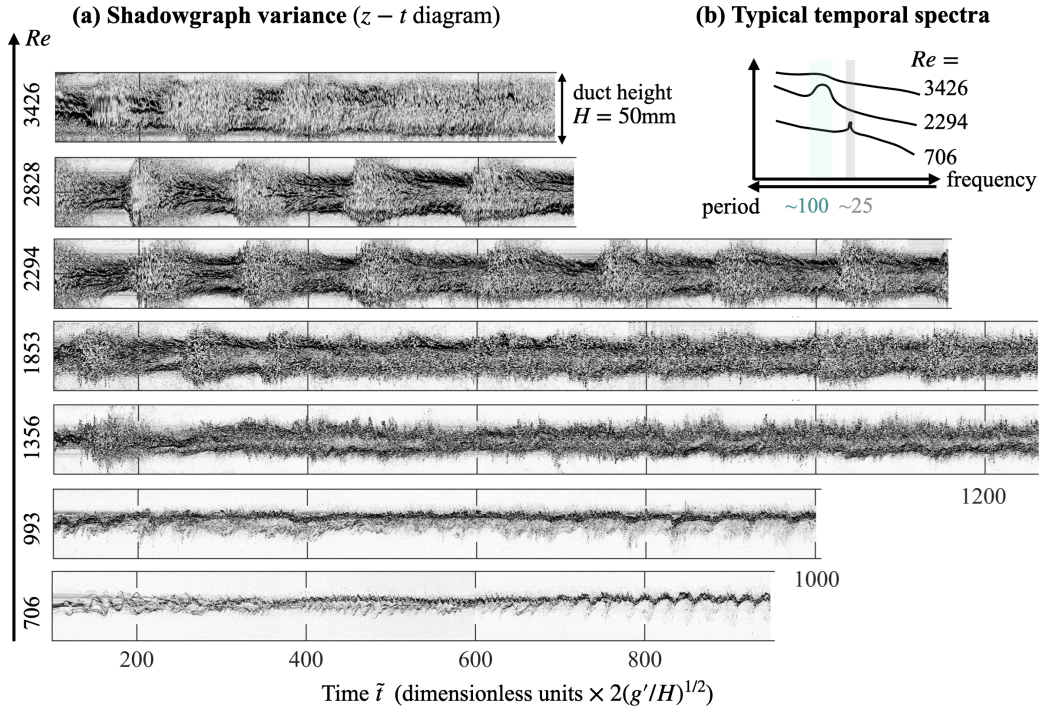 (a) Shadowgraph variance (z − t diagram)
(b) Typical temporal spectra
Re
3426
duct height
H = 50mm
2828
2294
1853
1356
1200
993
1000
706
200
400
600
800
Time t̃ (dimensionless units × 2(g′/H)^{1/2})
Re =
3426
2294
706
frequency
period
~100
~25